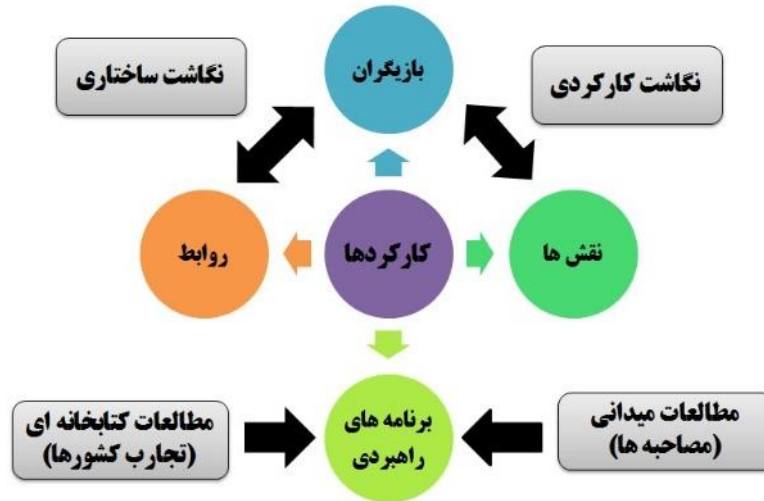 بازیگران
نگاشت کارکردی
نگاشت ساختاری
نقش ها
کارکردها
روابط
برنامه های
راهبردی
مطالعات میدانی
(مصاحبه ها)
مطالعات کتابخانه ای
(تجارب کشورها)